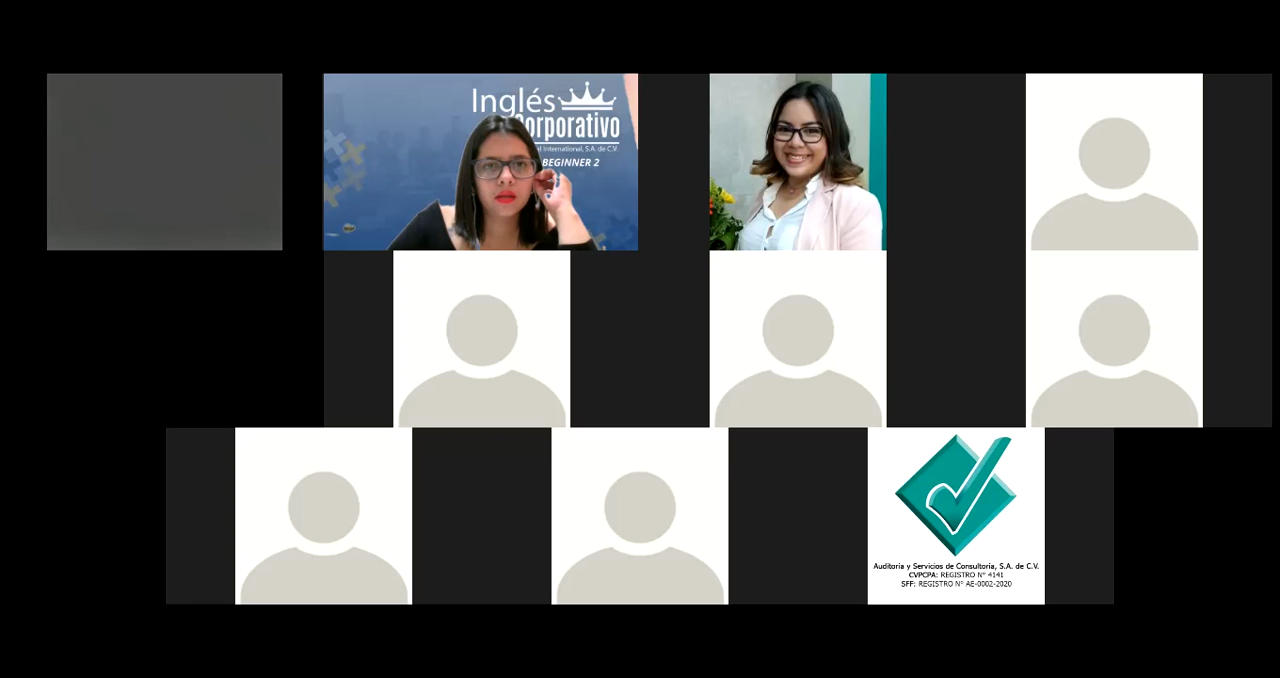 Inglés
Corporativo
el International, S.A. de C.V.
BEGINNER 2
Auditoría y Servicios de Consultoría, S.A. de C.V.
CVPCPA: REGISTRO N° 4141
SFF: REGISTRO N° AE-0002-2020